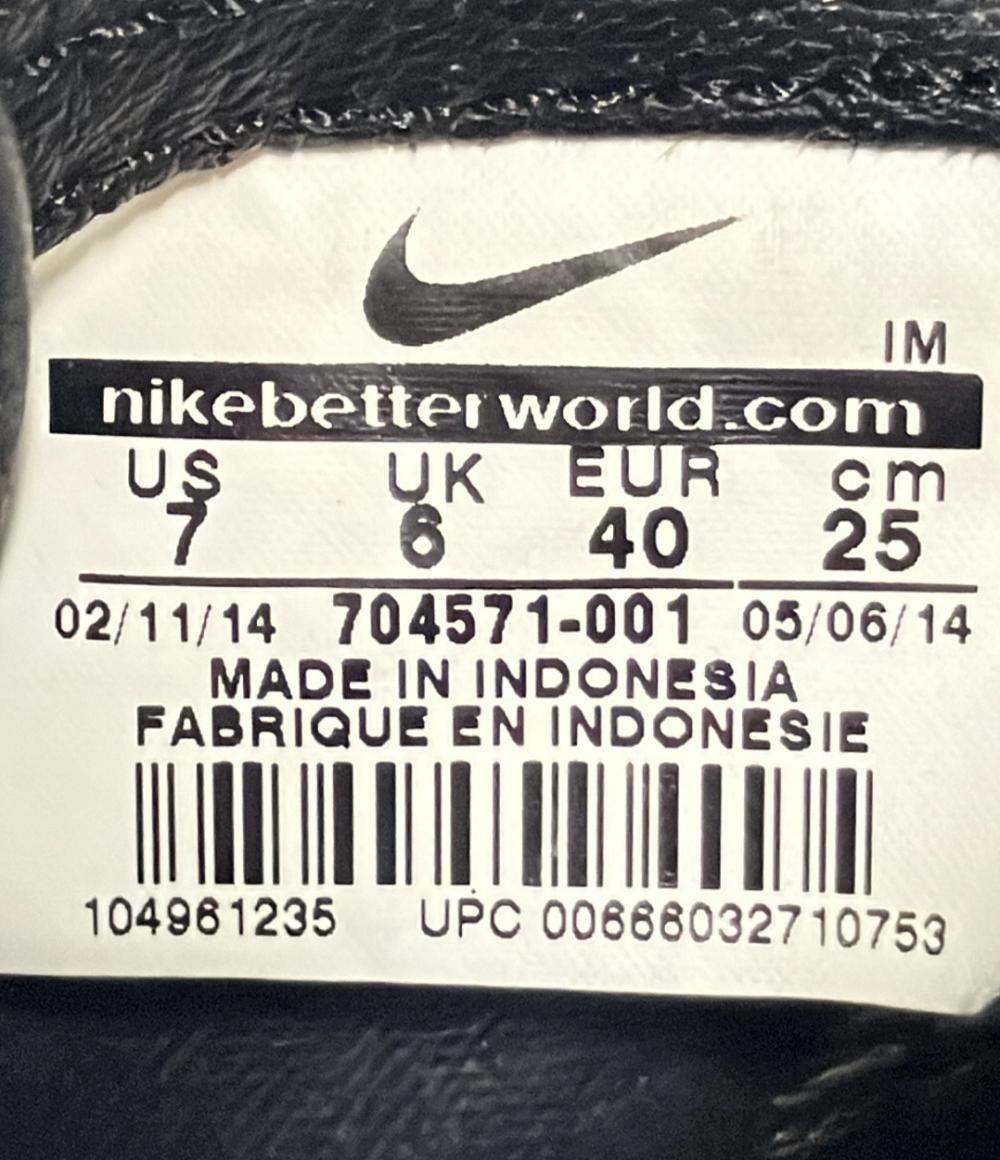 IM
nikebetterworld.com
US UK EUR cm
7 6 40 25
02/11/14 704571-001 05/06/14
MADE IN INDONESIA
FABRIQUE EN INDONESIE
104961235 UPC 00666032710753